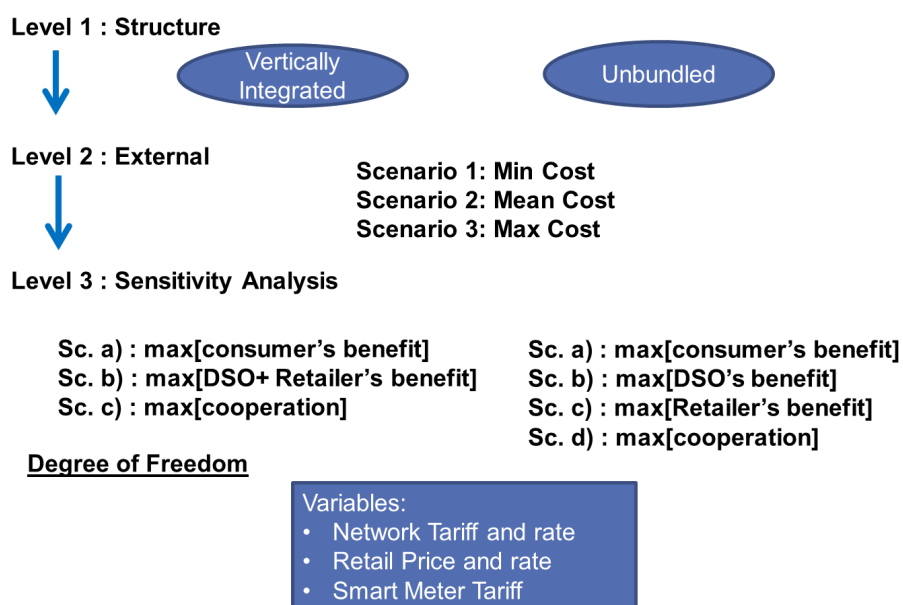 Level 1 : Structure
Vertically
Integrated
Unbundled
Level 2 : External
Scenario 1: Min Cost
Scenario 2: Mean Cost
Scenario 3: Max Cost
Level 3 : Sensitivity Analysis
Sc. a) : max[consumer’s benefit]
Sc. b) : max[DSO+ Retailer’s benefit]
Sc. c) : max[cooperation]
Sc. a) : max[consumer’s benefit]
Sc. b) : max[DSO’s benefit]
Sc. c) : max[Retailer’s benefit]
Sc. d) : max[cooperation]
Degree of Freedom
Variables:
• Network Tariff and rate
• Retail Price and rate
• Smart Meter Tariff